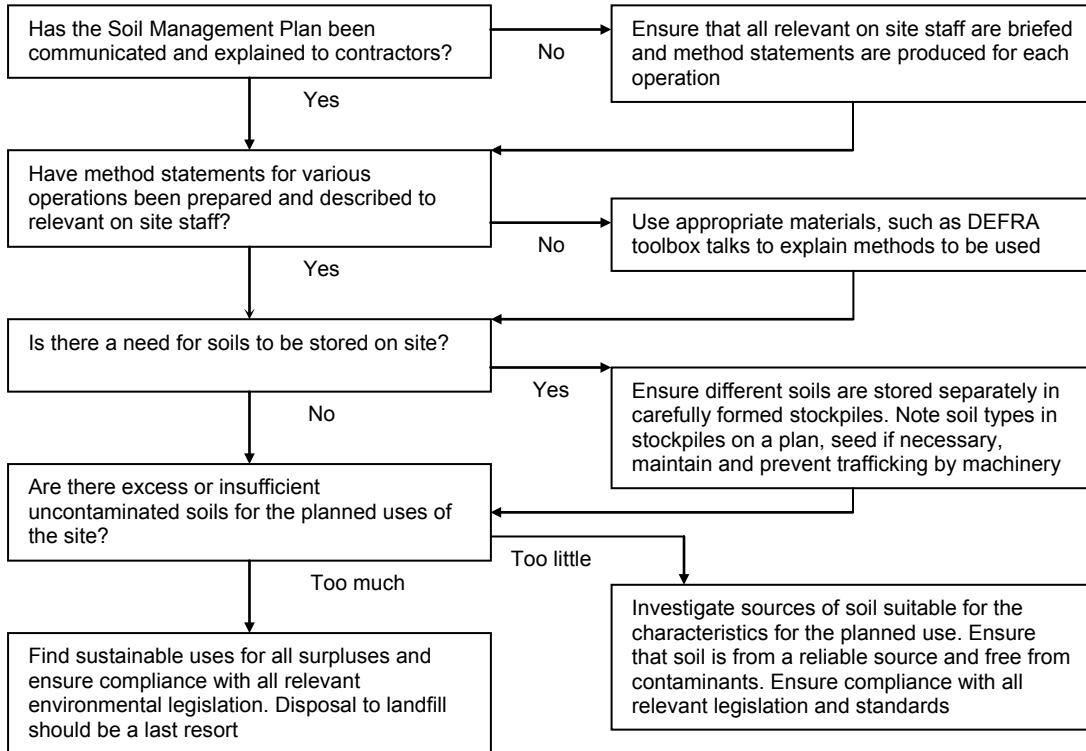 Has the Soil Management Plan been
communicated and explained to contractors?
No
Ensure that all relevant on site staff are briefed
and method statements are produced for each
operation
Yes
Have method statements for various
operations been prepared and described to
relevant on site staff?
No
Use appropriate materials, such as DEFRA
toolbox talks to explain methods to be used
Yes
Is there a need for soils to be stored on site?
Yes
Ensure different soils are stored separately in
carefully formed stockpiles. Note soil types in
stockpiles on a plan, seed if necessary,
maintain and prevent trafficking by machinery
No
Are there excess or insufficient
uncontaminated soils for the planned uses of
the site?
Too little
Too much
Investigate sources of soil suitable for the
characteristics for the planned use. Ensure
that soil is from a reliable source and free from
contaminants. Ensure compliance with all
relevant legislation and standards
Find sustainable uses for all surpluses and
ensure compliance with all relevant
environmental legislation. Disposal to landfill
should be a last resort